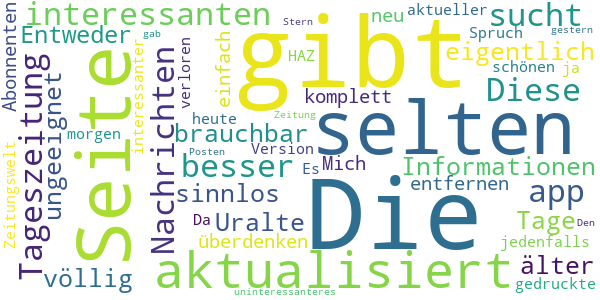 interessanten
Entweder
Abonnenten
Tageszeitung
ungeeignet
Seite
morgen
völlig
interessanter
Zeitungswelt
Nachrichten
verloren
gab
einfach
Stern
HAZ
neu
aktueller
Spruch
sucht
gestern
eigentlich
schönen
ja
gibt
komplett
Diese
brauchbar
heute
Version
Zeitung
selten
besser
Posten
Es
Mich
Informationen
sinnlos
Die
entfernen
app
Da
Uralte
Tage
Den
überdenken
jedenfalls
aktualisiert
älter
gedruckte
uninteressanteres